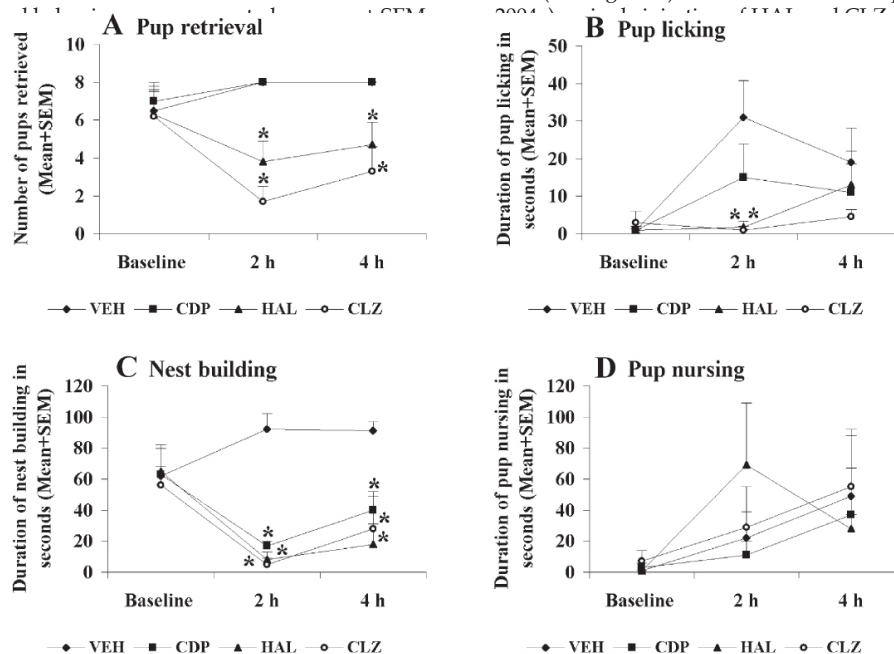 A Pup retrieval
Number of pups retrieved
(Mean+SEM)
10
8
6
4
2
0
*
*
*
*
Baseline 2 h 4 h
VEH CDP HAL CLZ
B Pup licking
Duration of pup licking in
seconds (Mean+SEM)
50
40
30
20
10
0
* *
Baseline 2 h 4 h
VEH CDP HAL CLZ
C Nest building
Duration of nest building in
seconds (Mean+SEM)
120
100
80
60
40
20
0
*
*
*
*
*
*
Baseline 2 h 4 h
VEH CDP HAL CLZ
D Pup nursing
Duration of pup nursing in
seconds (Mean+SEM)
120
100
80
60
40
20
0
Baseline 2 h 4 h
VEH CDP HAL CLZ